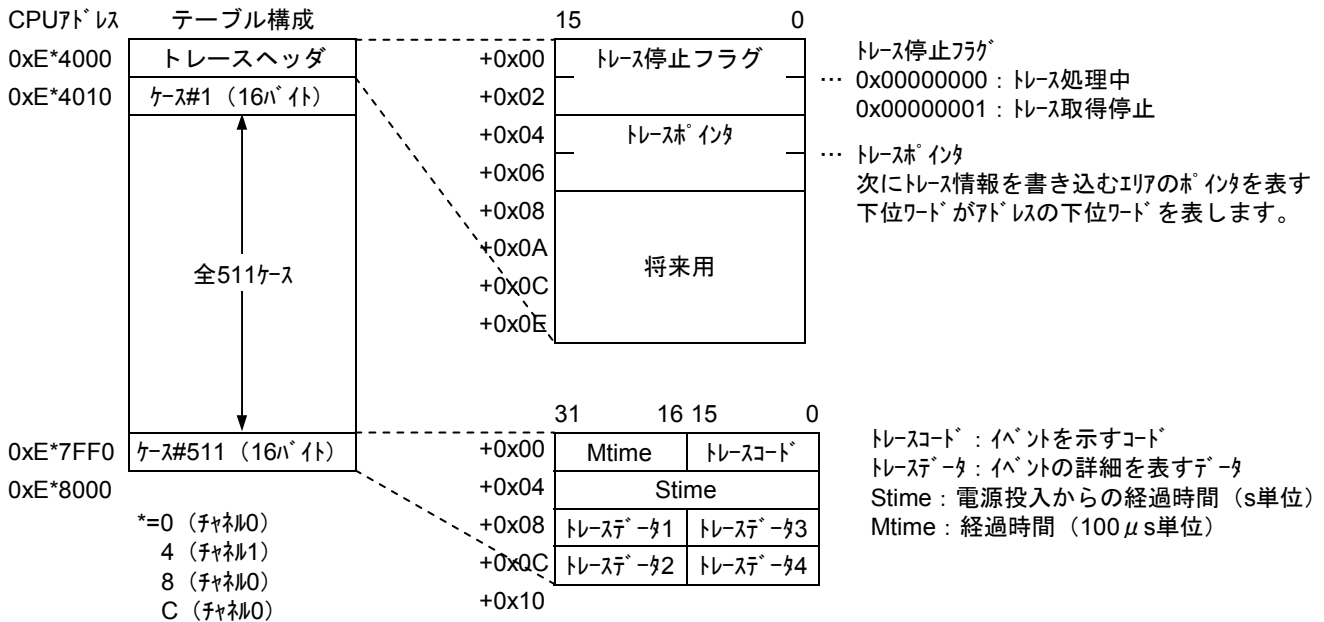 CPUｱﾄﾞﾚｽ テーブル構成
0xE*4000 トレースヘッダ
0xE*4010 ｹｰｽ#1（16ﾊﾞｲﾄ）
全511ｹｰｽ
0xE*7FF0 ｹｰｽ#511（16ﾊﾞｲﾄ）
0xE*8000
*=0（ﾁｬﾈﾙ0）
4（ﾁｬﾈﾙ1）
8（ﾁｬﾈﾙ0）
C（ﾁｬﾈﾙ0）
15 0
+0x00 ﾄﾚｰｽ停止フラグ
+0x02
+0x04 ﾄﾚｰｽﾎﾟｲﾝﾀ
+0x06
+0x08
+0x0A
将来用
+0x0C
+0x0E
ﾄﾚｰｽ停止ﾌﾗｸﾞ
… 0x00000000：ﾄﾚｰｽ処理中
0x00000001：ﾄﾚｰｽ取得停止
… ﾄﾚｰｽﾎﾟｲﾝﾀ
次にﾄﾚｰｽ情報を書き込むｴﾘｱのﾎﾟｲﾝﾀを表す
下位ﾜｰﾄﾞがｱﾄﾞﾚｽの下位ﾜｰﾄﾞを表します。
31 16 15 0
+0x00 Mtime ﾄﾚｰｽｺｰﾄﾞ
+0x04 Stime
+0x08 ﾄﾚｰｽﾃﾞｰﾀ1 ﾄﾚｰｽﾃﾞｰﾀ3
+0x0C ﾄﾚｰｽﾃﾞｰﾀ2 ﾄﾚｰｽﾃﾞｰﾀ4
+0x10
ﾄﾚｰｽｺｰﾄﾞ：ｲﾍﾞﾝﾄを示すｺｰﾄﾞ
ﾄﾚｰｽﾃﾞｰﾀ：ｲﾍﾞﾝﾄの詳細を表すﾃﾞｰﾀ
Stime：電源投入からの経過時間（s単位）
Mtime：経過時間（100μs単位）